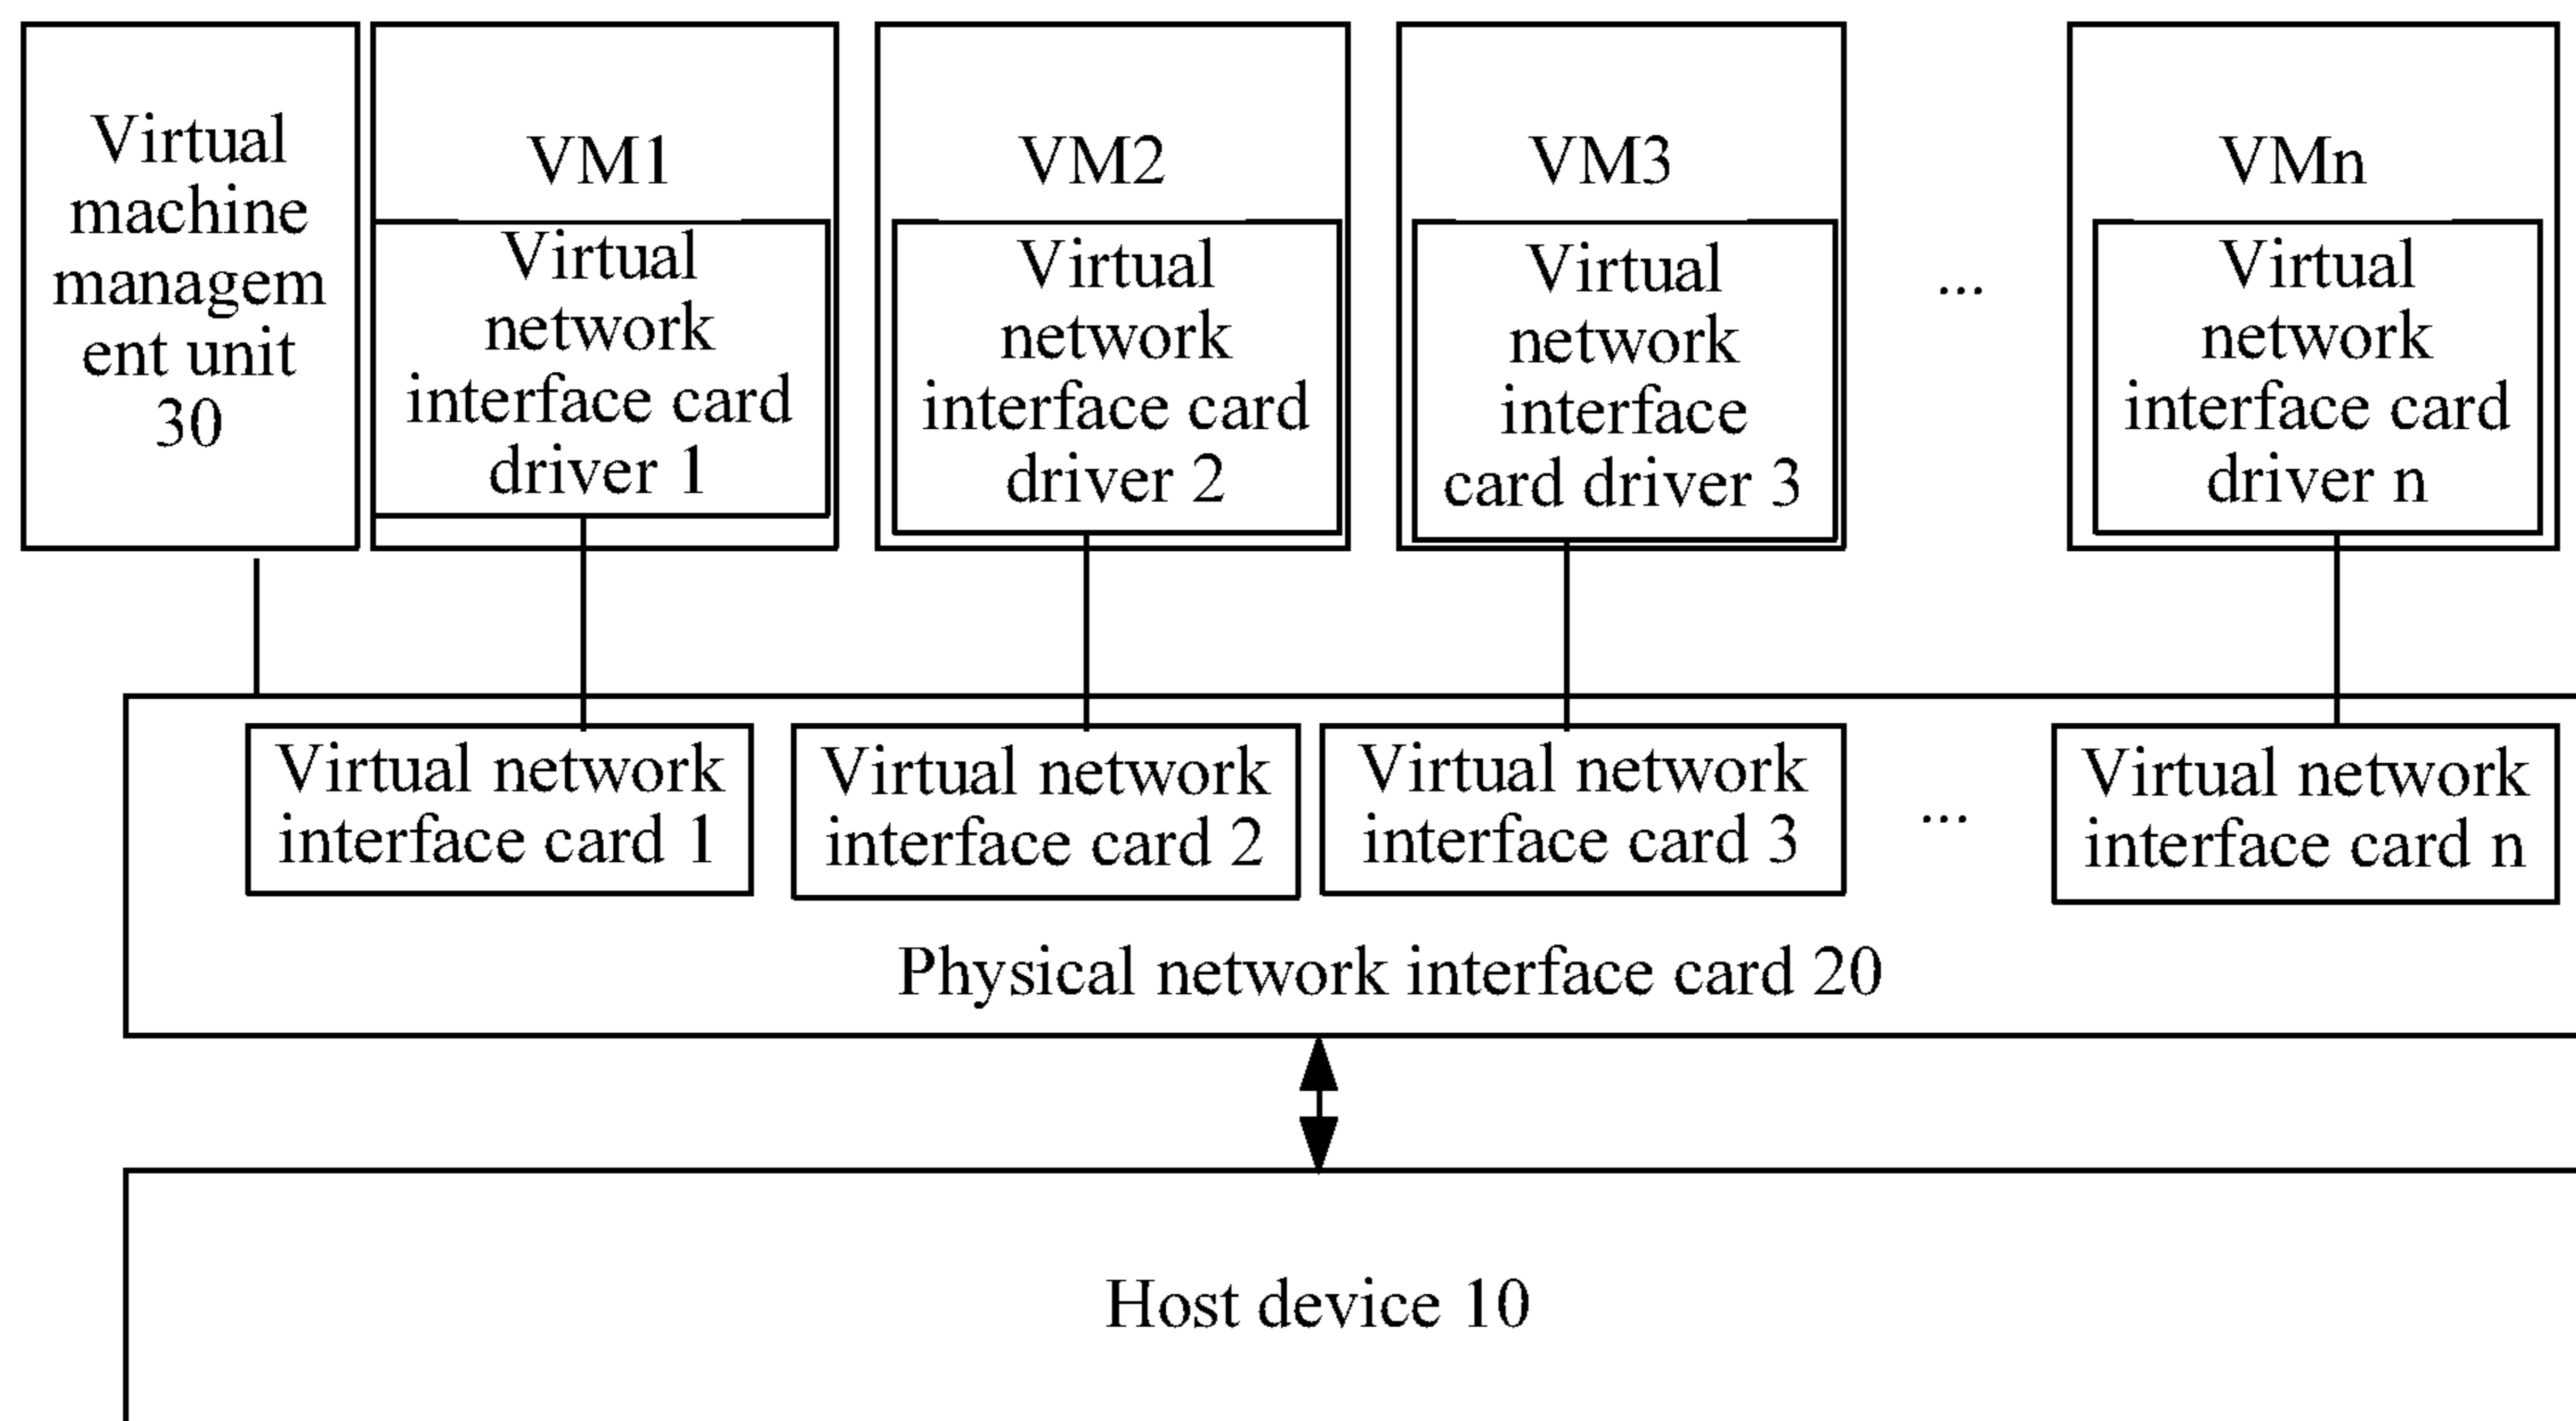 Virtual
machine
managem
ent unit
30
VM1
Virtual
network
interface card
driver 1
VM2
Virtual
network
interface card
driver 2
VM3
Virtual
network
interface
card driver 3
...
VMn
Virtual
network
interface card
driver n
Virtual network
interface card 1
Virtual network
interface card 2
Virtual network
interface card 3
...
Virtual network
interface card n
Physical network interface card 20
Host device 10